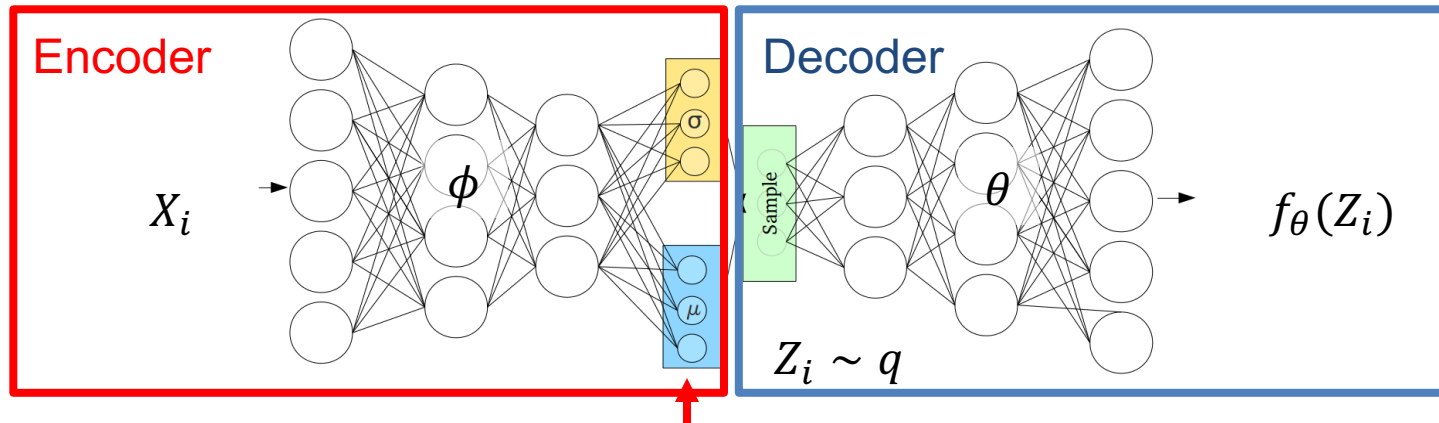 Encoder
Decoder
σ
Sample
ϕ
θ
X_i
f_θ(Z_i)
μ
Z_i ~ q